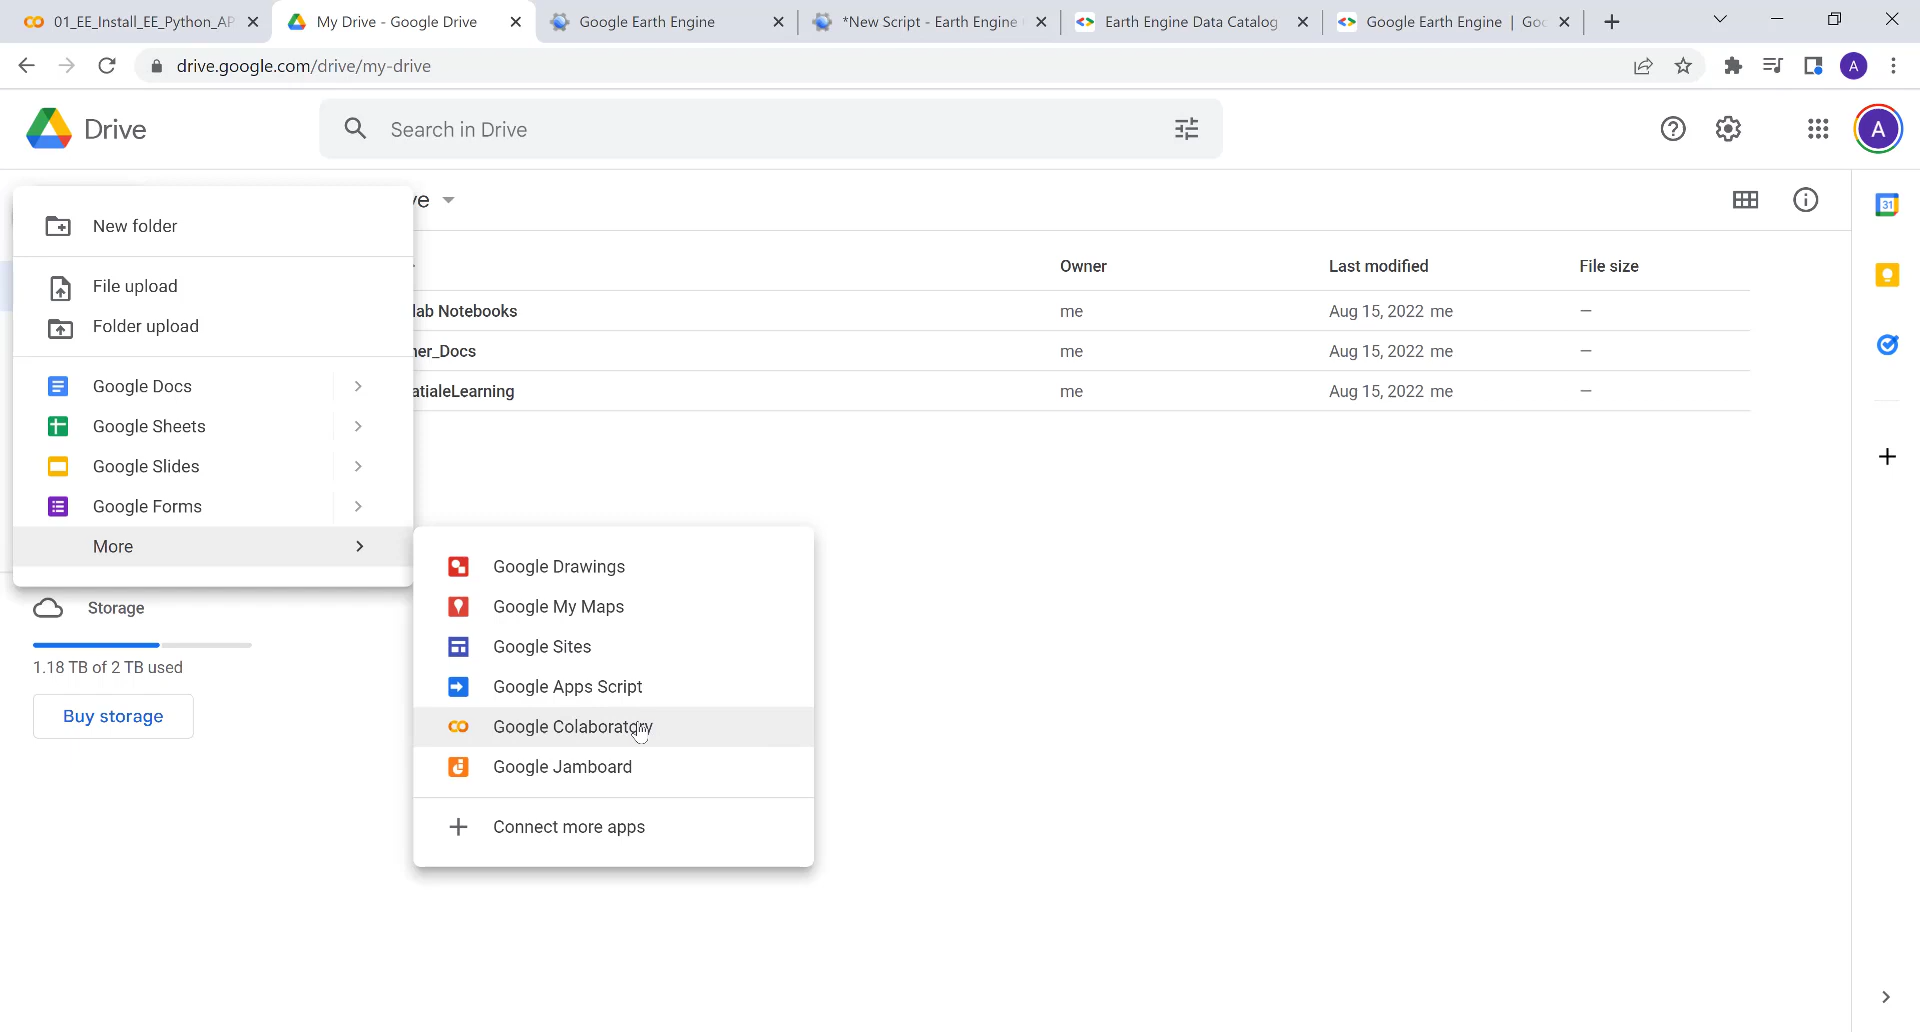 01_EE_Install_EE_Python_AP
My Drive - Google Drive
Google Earth Engine
*New Script - Earth Engine
Earth Engine Data Catalog
Google Earth Engine | Goo
drive.google.com/drive/my-drive
A
Drive
Search in Drive
A
ve
New folder
31
Owner
Last modified
File size
File upload
lab Notebooks
me
Aug 15, 2022 me
–
Folder upload
her_Docs
me
Aug 15, 2022 me
–
Google Docs
atialeLearning
me
Aug 15, 2022 me
–
Google Sheets
Google Slides
Google Forms
More
Google Drawings
Storage
Google My Maps
Google Sites
1.18 TB of 2 TB used
Google Apps Script
Buy storage
Google Colaboratory
Google Jamboard
Connect more apps